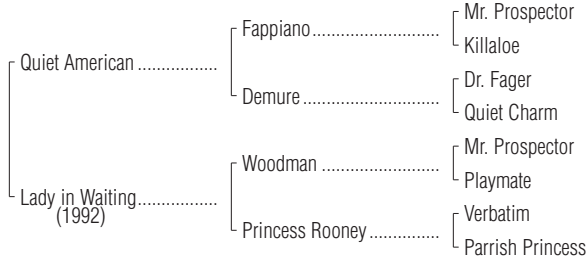 Mr. Prospector
Fappiano..........................
Killaloe
Quiet American ................
Dr. Fager
Demure............................
Quiet Charm
Mr. Prospector
Woodman ........................
Playmate
Lady in Waiting................
(1992)
Verbatim
Princess Rooney ..............
Parrish Princess